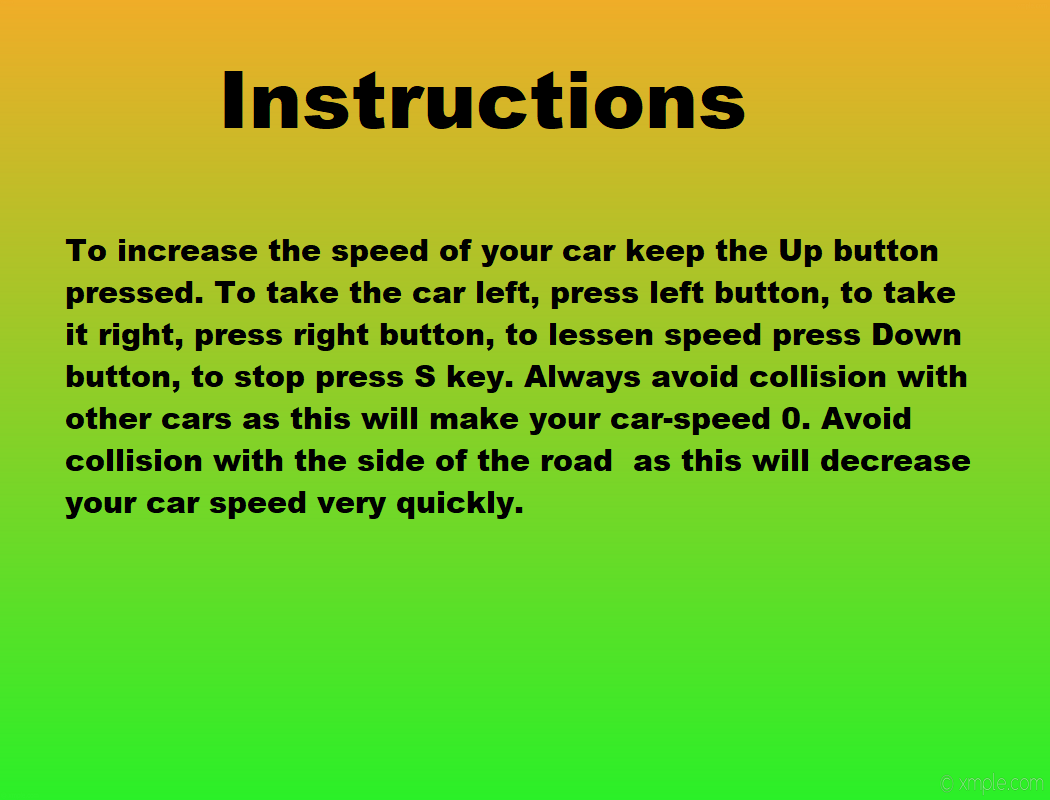 Instructions
To increase the speed of your car keep the Up button
pressed. To take the car left, press left button, to take
it right, press right button, to lessen speed press Down
button, to stop press S key. Always avoid collision with
other cars as this will make your car-speed 0. Avoid
collision with the side of the road  as this will decrease
your car speed very quickly.
© xmple.com